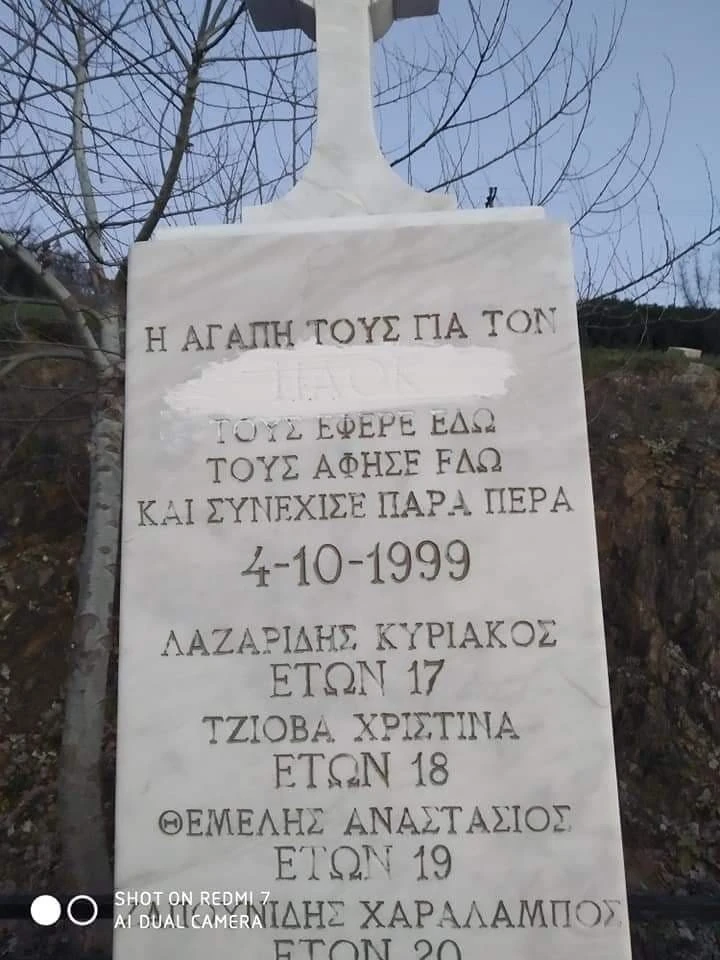 Η ΑΓΑΠΗ ΤΟΥΣ ΓΙΑ ΤΟΝ
ΠΑΟΚ
ΤΟΥΣ ΕΦΕΡΕ ΕΔΩ
ΤΟΥΣ ΑΦΗΣΕ ΕΔΩ
ΚΑΙ ΣΥΝΕΧΙΣΕ ΠΑΡΑ ΠΕΡΑ
4-10-1999
ΛΑΖΑΡΙΔΗΣ ΚΥΡΙΑΚΟΣ
ΕΤΩΝ 17
ΤΖΙΟΒΑ ΧΡΙΣΤΙΝΑ
ΕΤΩΝ 18
ΘΕΜΕΛΗΣ ΑΝΑΣΤΑΣΙΟΣ
ΕΤΩΝ 19
ΧΑΡΑΛΑΜΠΟΣ
ΕΤΩΝ 20
SHOT ON REDMI 7
AI DUAL CAMERA